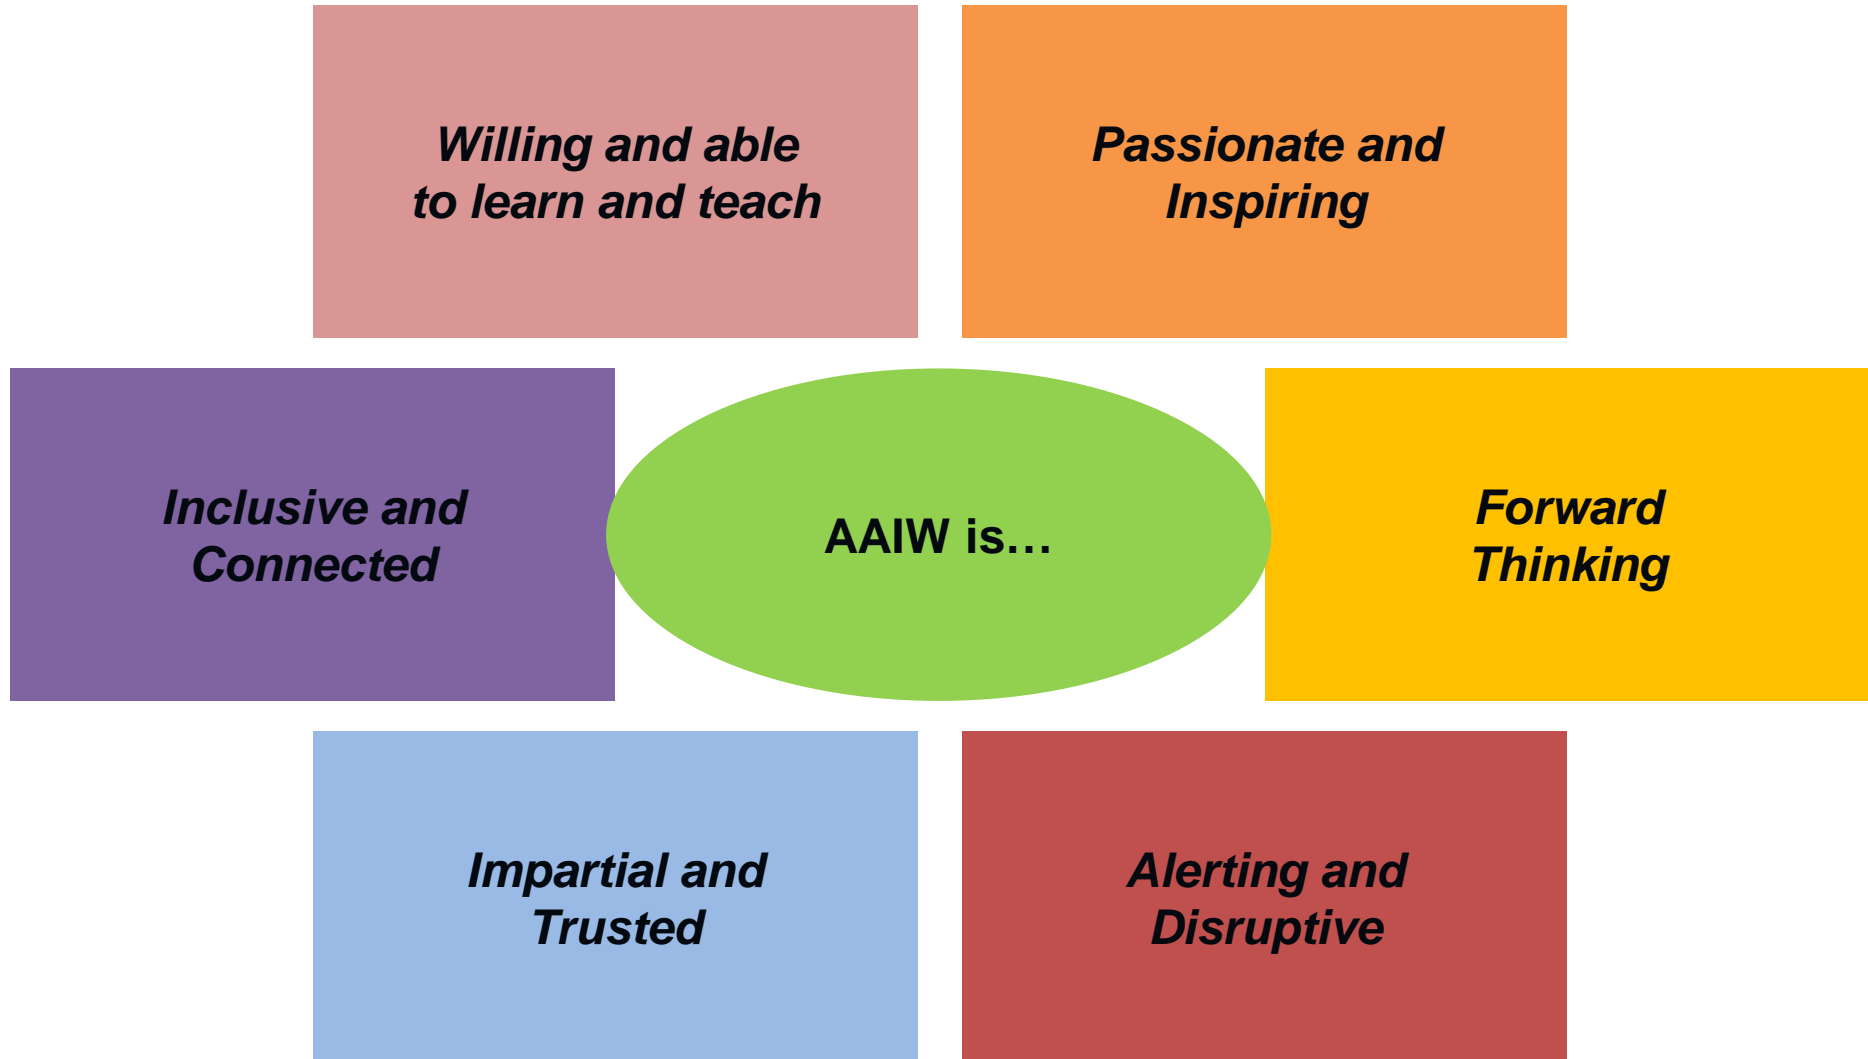 Willing and able
to learn and teach
Passionate and
Inspiring
Inclusive and
Connected
AAIW is…
Forward
Thinking
Impartial and
Trusted
Alerting and
Disruptive